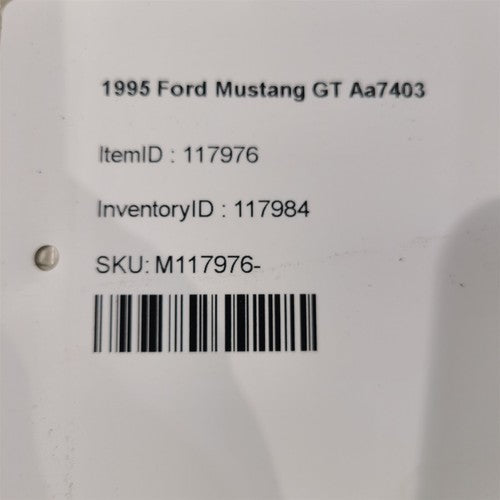 1995 Ford Mustang GT Aa7403
ItemID : 117976
InventoryID : 117984
SKU: M117976-